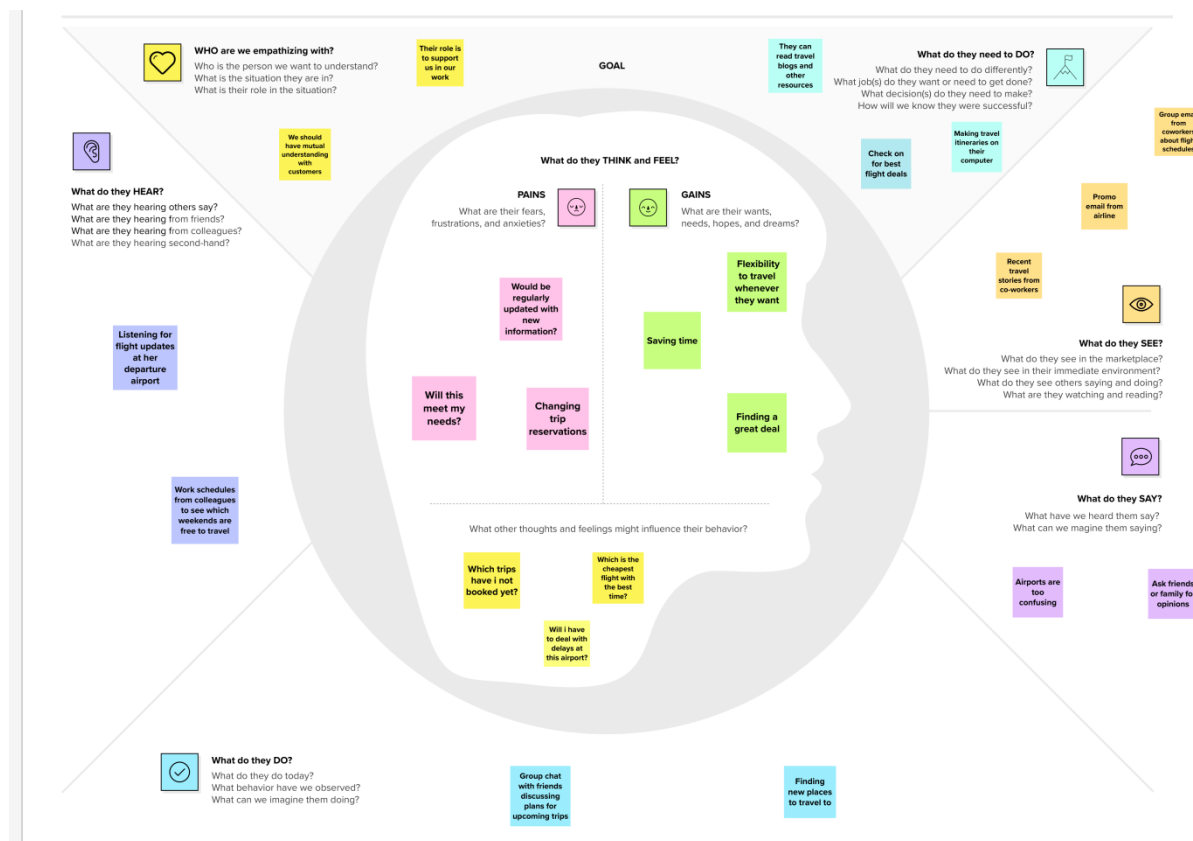 WHO are we empathizing with?
Who is the person we want to understand?
What is the situation they are in?
What is their role in the situation?
Their role is
to support
us in our
work
We should
have mutual
understanding
with
customers
GOAL
They can
read travel
blogs and
other
resources
What do they need to DO?
What do they need to do differently?
What job(s) do they want or need to get done?
What decision(s) do they need to make?
How will we know they were successful?
Check on
for best
flight deals
Making travel
itineraries on
their
computer
Group ema
from
coworkers
about fligh
schedules
Promo
email from
airline
Recent
travel
stories from
co-workers
What do they SEE?
What do they see in the marketplace?
What do they see in their immediate environment?
What do they see others saying and doing?
What are they watching and reading?
What do they SAY?
What have we heard them say?
What can we magine them saying?
Airports are
too
confusing
Ask friends
or family fo
opinions
What do they HEAR?
What are they hearing others say?
What are they hearing from friends?
What are they hearing from colleagues?
What are they hearing second-hand?
Listening for
flight updates
at her
departure
airport
Work schedules
from colleagues
to see which
weekends are
free to travel
What do they THINK and FEEL?
PAINS
What are their fears,
frustrations, and anxieties?
Would be
regularly
updated with
new
information?
Will this
meet my
needs?
Changing
trip
reservations
GAINS
What are their wants,
needs, hopes, and dreams?
Flexibility
to travel
whenever
they want
Saving time
Finding a
great deal
What other thoughts and feelings might influence their behavior?
Which trips
have i not
booked yet?
Which is the
cheapest
flight with
the best
time?
Will i have
to deal with
delays at
this airport?
What do they DO?
What do they do today?
What behavior have we observed?
What can we imagine them doing?
Group chat
with friends
discussing
plans for
upcoming trips
Finding
new places
to travel to